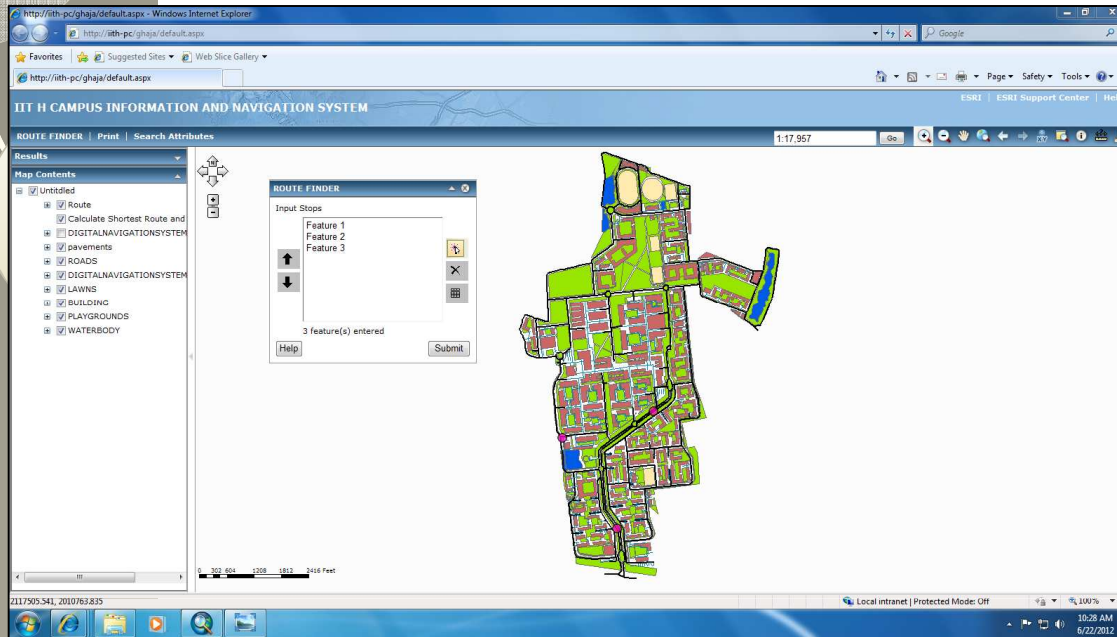 http://iith-pc/ghaja/default.aspx - Windows Internet Explorer
http://iith-pc/ghaja/default.aspx
Google
Favorites Suggested Sites Web Slice Gallery
http://iith-pc/ghaja/default.aspx
Page Safety Tools
ESRI | ESRI Support Center | Hel
IIT H CAMPUS INFORMATION AND NAVIGATION SYSTEM
ROUTE FINDER | Print | Search Attributes
1:17,957
Go
Results
Map Contents
Untitdled
Route
Calculate Shortest Route and
DIGITALNAVIGATIONSYSTEM
pavements
ROADS
DIGITALNAVIGATIONSYSTEM
LAWNS
BUILDING
PLAYGROUNDS
WATERBODY
N
ROUTE FINDER
Input Stops
Feature 1
Feature 2
Feature 3
3 feature(s) entered
Help
Submit
0 302 604 1208 1812 2416 Feet
2117505.541, 2010763.835
Local intranet | Protected Mode: Off
100%
10:28 AM
6/22/2012